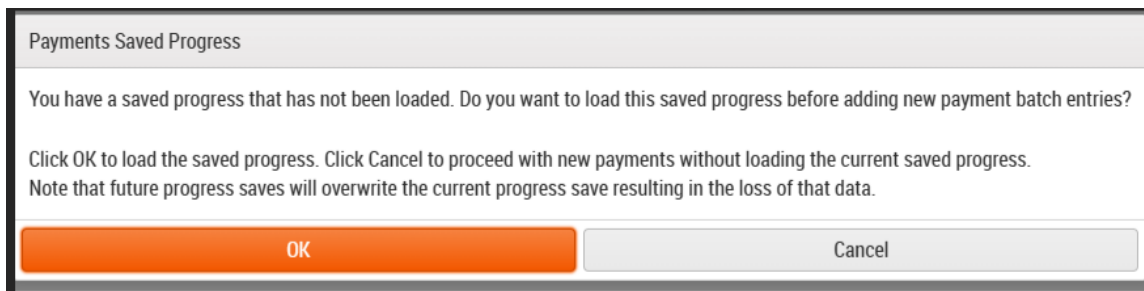 Payments Saved Progress
You have a saved progress that has not been loaded. Do you want to load this saved progress before adding new payment batch entries?
Click OK to load the saved progress. Click Cancel to proceed with new payments without loading the current saved progress.
Note that future progress saves will overwrite the current progress save resulting in the loss of that data.
OK
Cancel